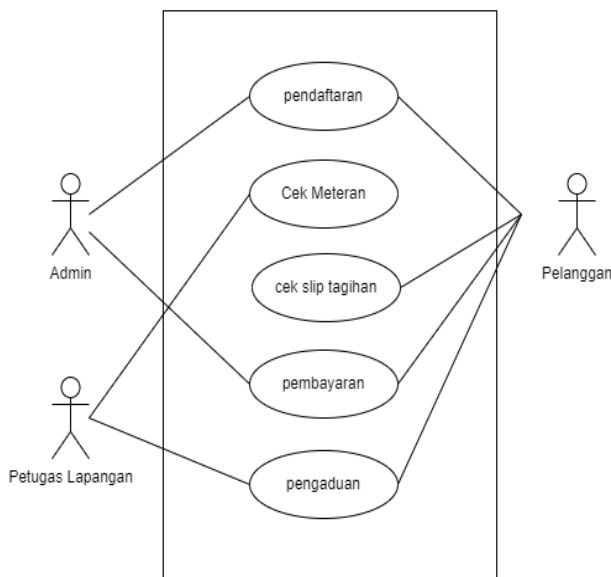 pendaftaran
Cek Meteran
Admin
Pelanggan
cek slip tagihan
pembayaran
Petugas Lapangan
pengaduan